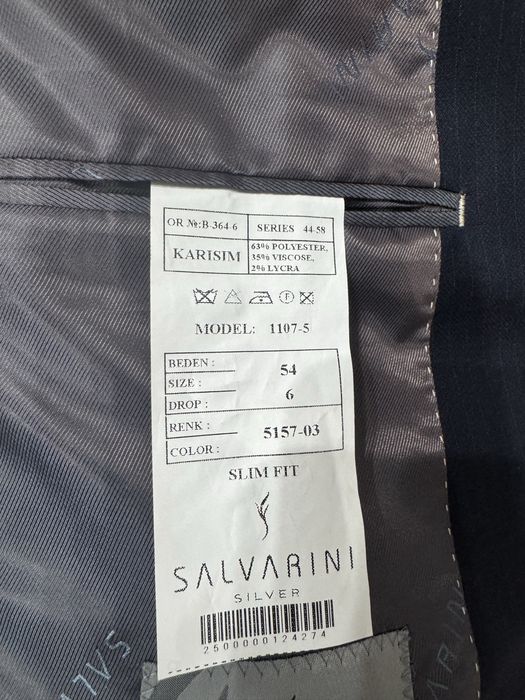 OR №:B-364-6
SERIES 44-58
KARISIM
63% POLYESTER,
35% VISCOSE,
2% LYCRA
MODEL: 1107-5
BEDEN :
SIZE :
54
DROP :
6
RENK :
COLOR :
5157-03
SLIM FIT
SALVARINI
SILVER
2500000124274